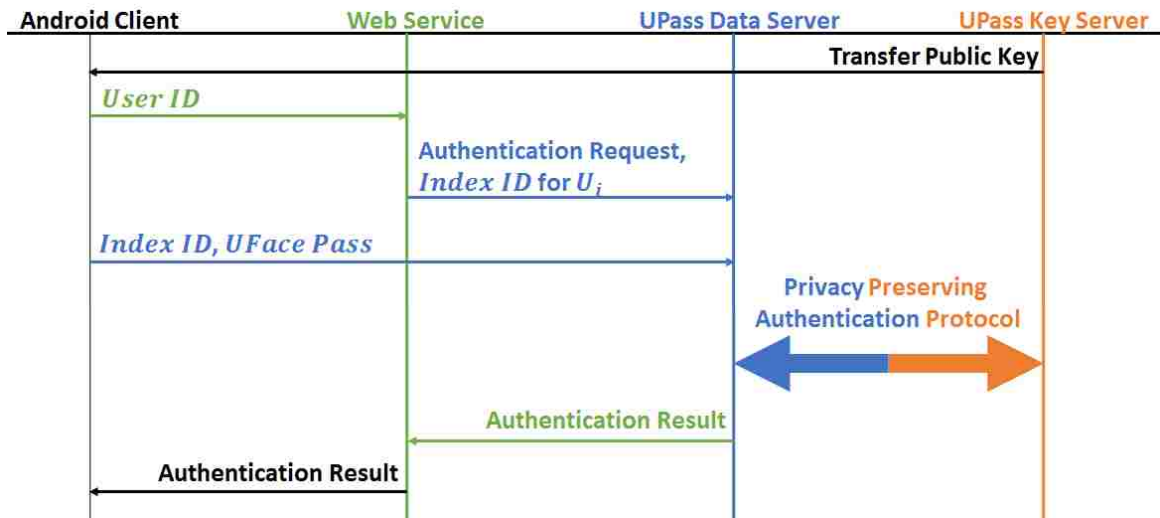 Android Client Web Service UPass Data Server UPass Key Server
Transfer Public Key
User ID
Authentication Request,
Index ID for Uᵢ
Index ID, UFace Pass
Privacy Preserving
Authentication Protocol
Authentication Result
Authentication Result